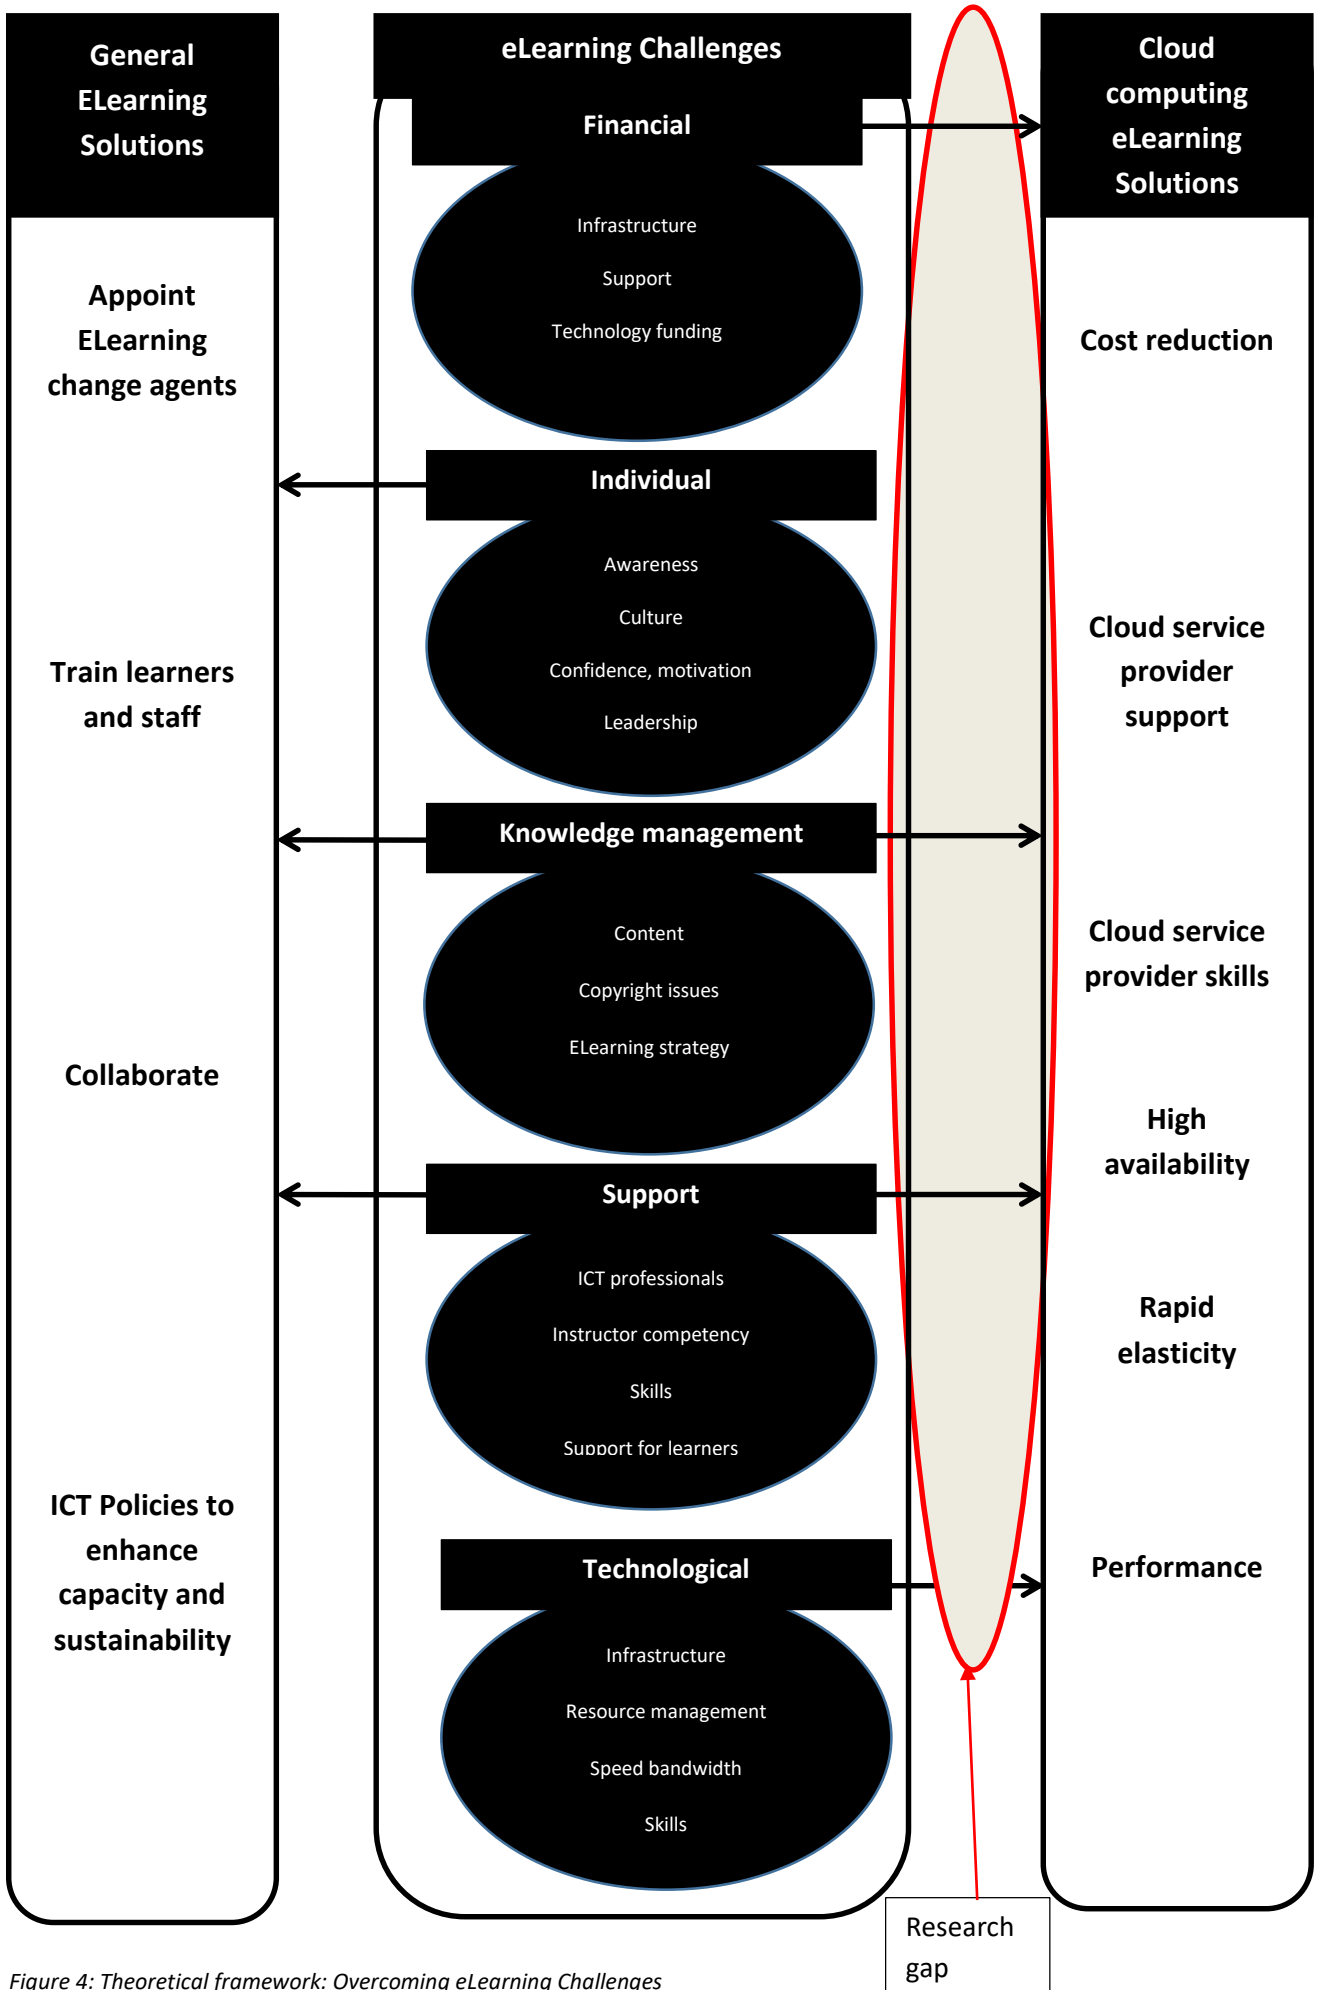 General
ELearning
Solutions
Appoint
ELearning
change agents
Train learners
and staff
Collaborate
ICT Policies to
enhance
capacity and
sustainability
eLearning Challenges
Financial
Infrastructure
Support
Technology funding
Individual
Awareness
Culture
Confidence, motivation
Leadership
Knowledge management
Content
Copyright issues
ELearning strategy
Support
ICT professionals
Instructor competency
Skills
Support for learners
Technological
Infrastructure
Resource management
Speed bandwidth
Skills
Cloud
computing
eLearning
Solutions
Cost reduction
Cloud service
provider
support
Cloud service
provider skills
High
availability
Rapid
elasticity
Performance
Research
gap
Figure 4: Theoretical framework: Overcoming eLearning Challenges